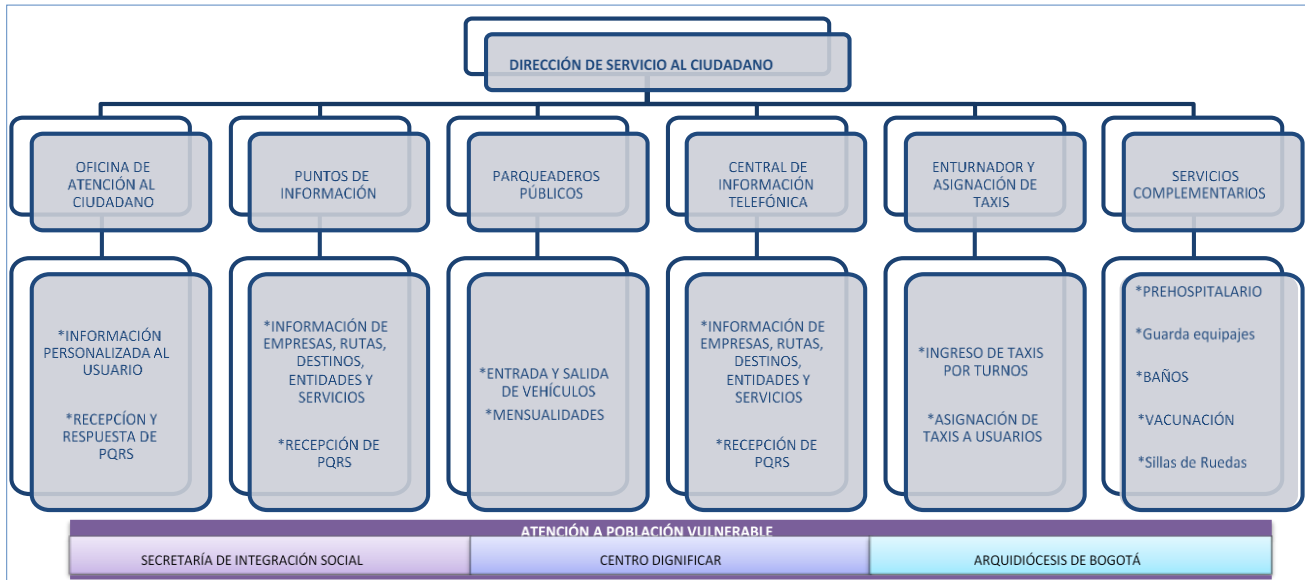 DIRECCIÓN DE SERVICIO AL CIUDADANO
OFICINA DE
ATENCIÓN AL
CIUDADANO
PUNTOS DE
INFORMACIÓN
PARQUEADEROS
PÚBLICOS
CENTRAL DE
INFORMACIÓN
TELEFÓNICA
ENTURNADOR Y
ASIGNACIÓN DE
TAXIS
SERVICIOS
COMPLEMENTARIOS
*INFORMACIÓN
PERSONALIZADA AL
USUARIO
*RECEPCÍON Y
RESPUESTA DE
PQRS
*INFORMACIÓN DE
EMPRESAS, RUTAS,
DESTINOS,
ENTIDADES Y
SERVICIOS
*RECEPCIÓN DE
PQRS
*ENTRADA Y SALIDA
DE VEHÍCULOS
*MENSUALIDADES
*INFORMACIÓN DE
EMPRESAS, RUTAS,
DESTINOS,
ENTIDADES Y
SERVICIOS
*RECEPCIÓN DE
PQRS
*INGRESO DE TAXIS
POR TURNOS
*ASIGNACIÓN DE
TAXIS A USUARIOS
*PREHOSPITALARIO
*Guarda equipajes
*BAÑOS
*VACUNACIÓN
*Sillas de Ruedas
ATENCIÓN A POBLACIÓN VULNERABLE
SECRETARÍA DE INTEGRACIÓN SOCIAL
CENTRO DIGNIFICAR
ARQUIDIÓCESIS DE BOGOTÁ